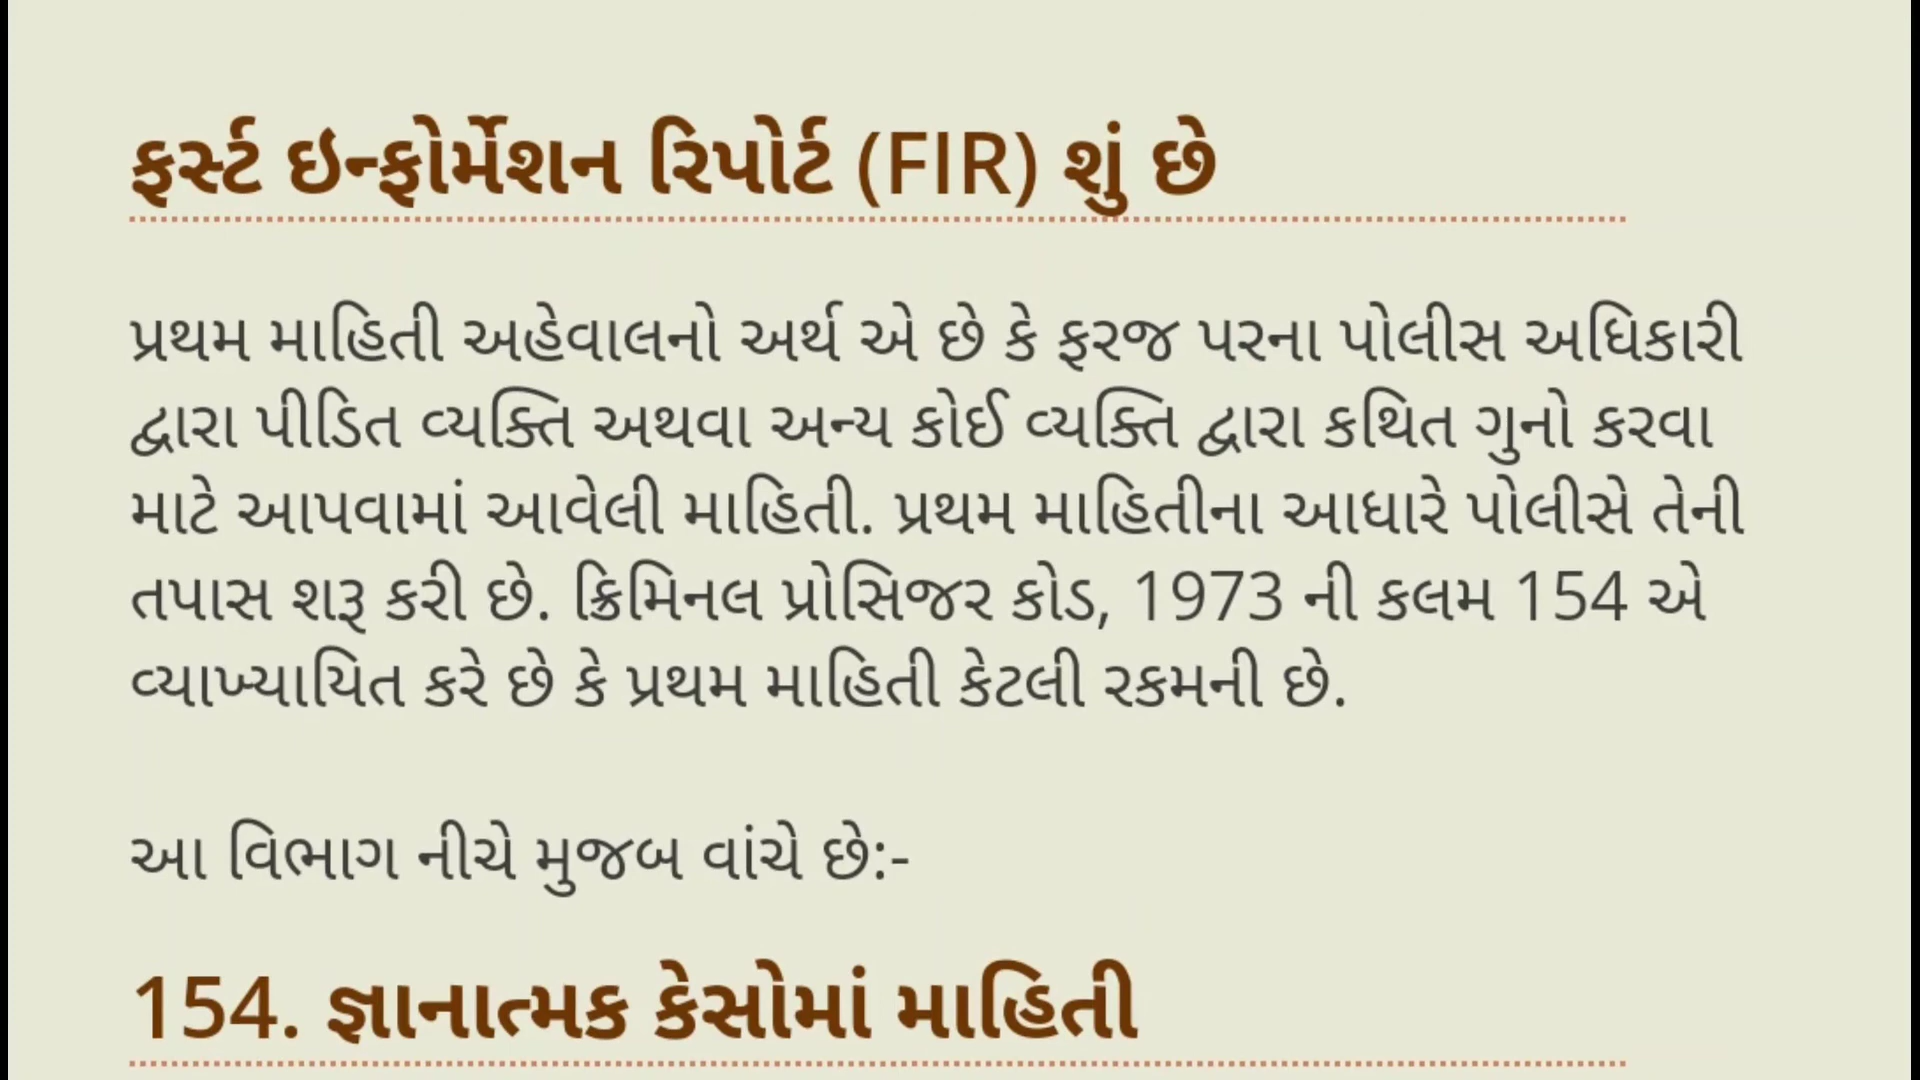 ફર્સ્ટ ઇન્ફોર્મેશન રિપોર્ટ (FIR) શું છે
પ્રથમ માહિતી અહેવાલનો અર્થ એ છે કે ફરજ પરના પોલીસ અધિકારી
દ્વારા પીડિત વ્યક્તિ અથવા અન્ય કોઈ વ્યક્તિ દ્વારા કથિત ગુનો કરવા
માટે આપવામાં આવેલી માહિતી. પ્રથમ માહિતીના આધારે પોલીસે તેની
તપાસ શરૂ કરી છે. ક્રિમિનલ પ્રોસિજર કોડ, 1973 ની કલમ 154 એ
વ્યાખ્યાયિત કરે છે કે પ્રથમ માહિતી કેટલી રકમની છે.
આ વિભાગ નીચે મુજબ વાંચે છે:-
154. જ્ઞાનાત્મક કેસોમાં માહિતી